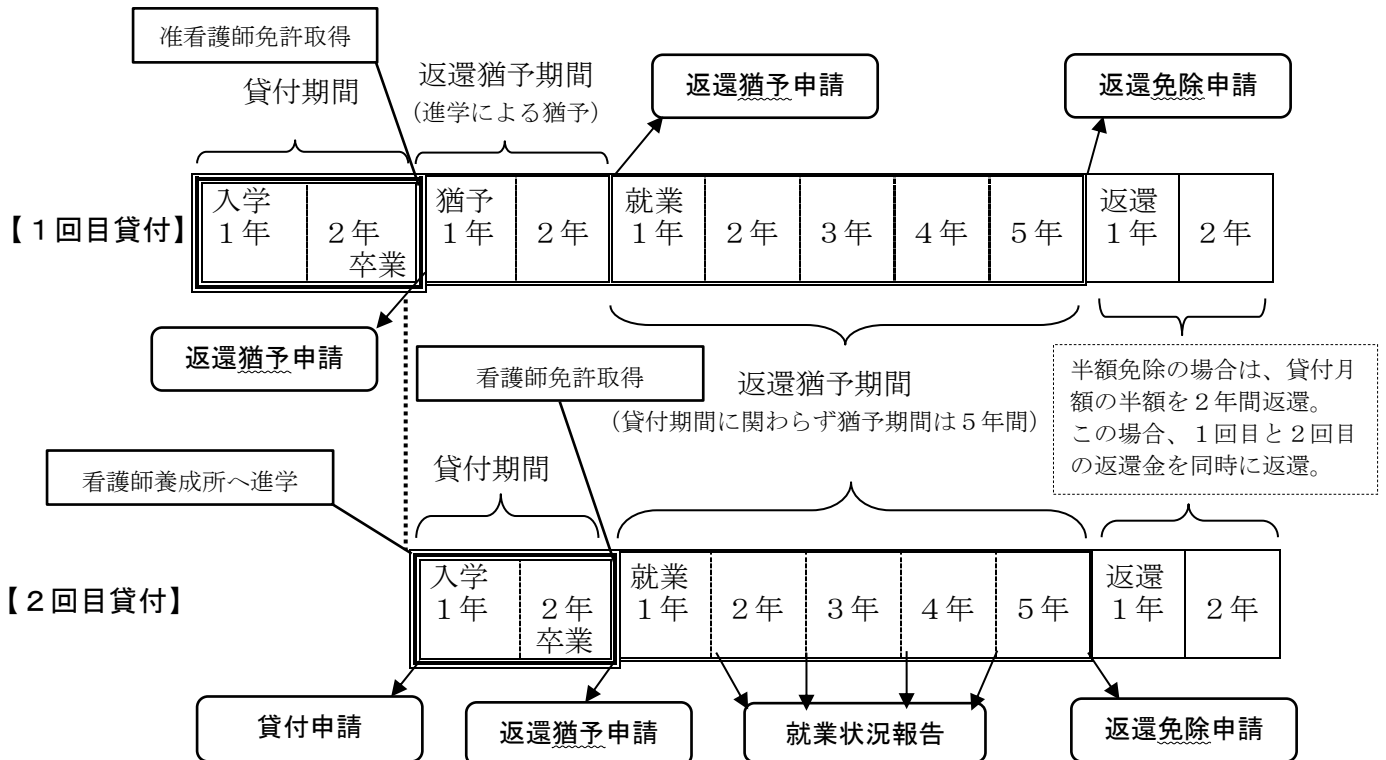 准看護師免許取得
貸付期間
返還猶予期間
（進学による猶予）
返還猶予申請
返還免除申請
【１回目貸付】
入学
１年
２年
卒業
猶予
１年
２年
就業
１年
２年
３年
４年
５年
返還
１年
２年
返還猶予申請
看護師免許取得
返還猶予期間
（貸付期間に関わらず猶予期間は５年間）
半額免除の場合は、貸付月
額の半額を２年間返還。
この場合、１回目と２回目
の返還金を同時に返還。
看護師養成所へ進学
貸付期間
【２回目貸付】
入学
１年
２年
卒業
就業
１年
２年
３年
４年
５年
返還
１年
２年
貸付申請
返還猶予申請
就業状況報告
返還免除申請